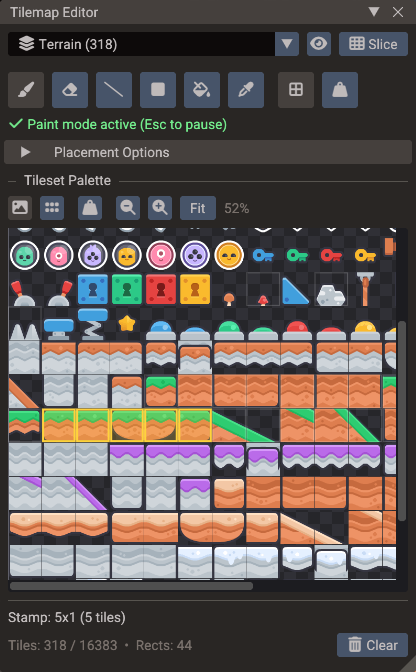 Tilemap Editor
Terrain (318)
Slice
Paint mode active (Esc to pause)
Placement Options
Tileset Palette
Fit
52%
Stamp: 5x1 (5 tiles)
Tiles: 318 / 16383 • Rects: 44
Clear